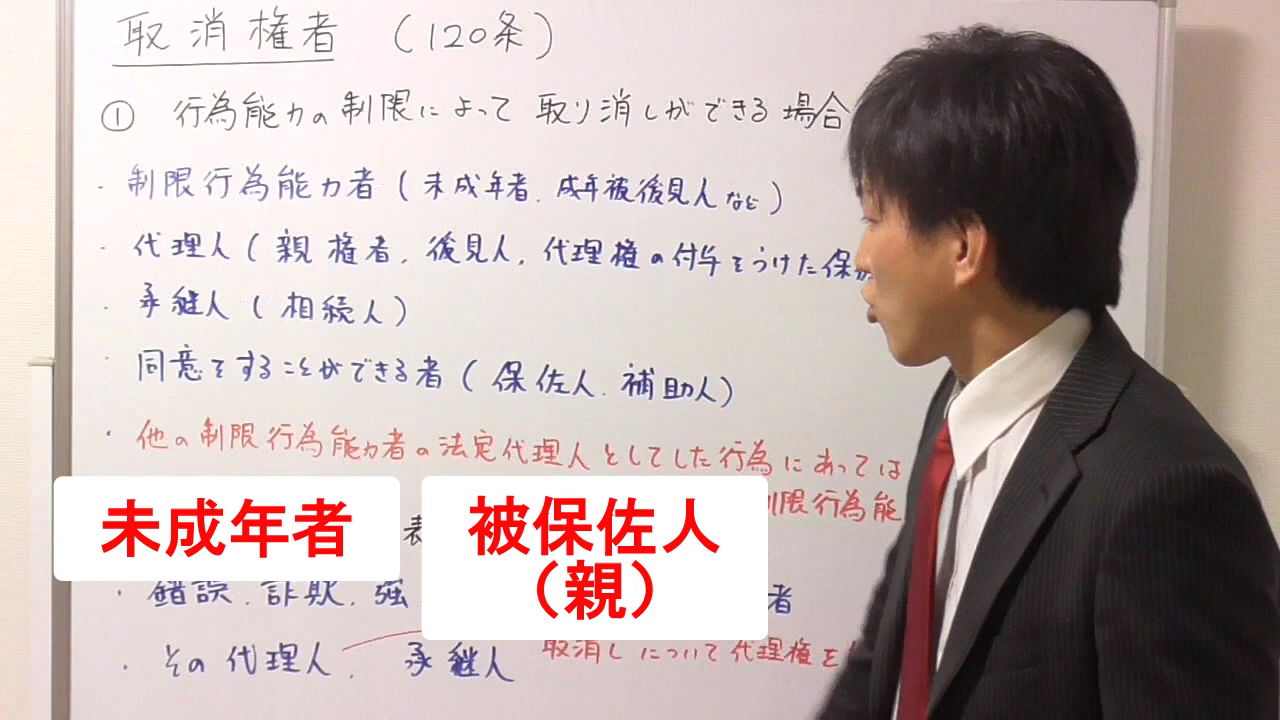 取消権者 (120条)
① 行為能力の制限によって取り消しができる場合
・制限行為能力者(未成年者、成年被後見人など)
・代理人(親権者、後見人、代理権の付与をうけた保
・承継人(相続人)
・同意をすることができる者(保佐人、補助人)
・他の制限行為能力者の法定代理人としてした行為にあっては
制限行為能
未成年者
被保佐人
(親)
表
・錯誤、詐欺、強
者
・その代理人、承継人
取消しについて代理権を